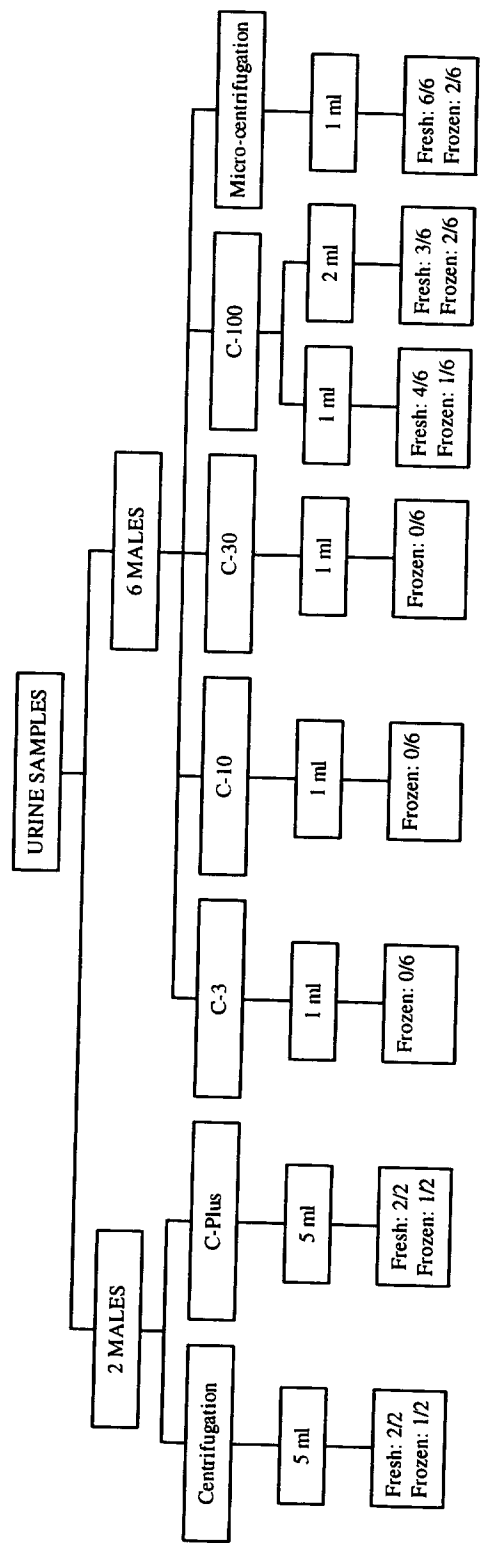 URINE SAMPLES
2 MALES
6 MALES
Centrifugation
C-Plus
C-3
C-10
C-30
C-100
Micro-centrifugation
5 ml
5 ml
1 ml
1 ml
1 ml
1 ml
2 ml
1 ml
Fresh: 2/2
Frozen: 1/2
Fresh: 2/2
Frozen: 1/2
Frozen: 0/6
Frozen: 0/6
Frozen: 0/6
Fresh: 4/6
Frozen: 1/6
Fresh: 3/6
Frozen: 2/6
Fresh: 6/6
Frozen: 2/6